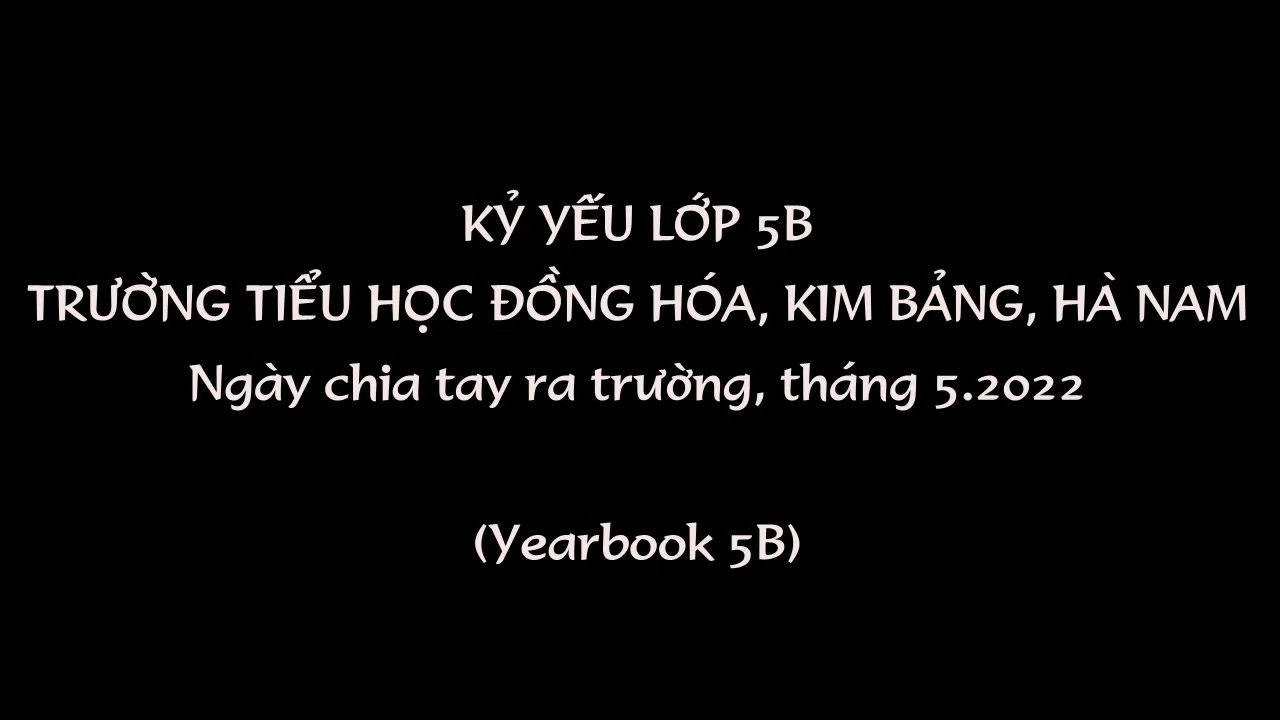 KỶ YẾU LỚP 5B
TRƯỜNG TIỂU HỌC ĐỒNG HÓA, KIM BẢNG, HÀ NAM
Ngày chia tay ra trường, tháng 5.2022
(Yearbook 5B)